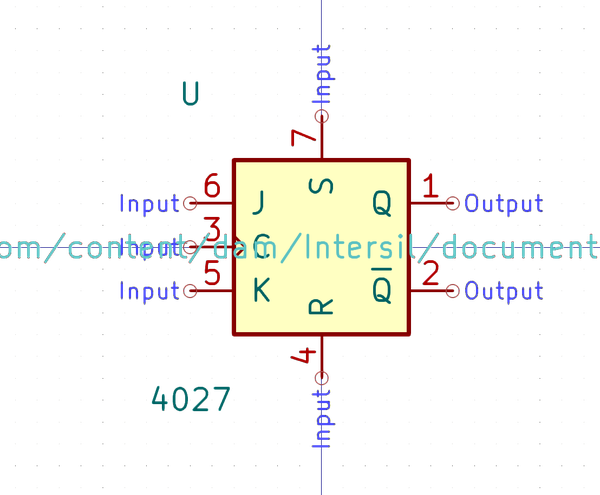 Input
U
7
6
J
S
Q
1
Input
Output
3
C
Input
om/content/dam/Intersil/document
5
K
Q
2
Input
Output
R
4
4027
Input